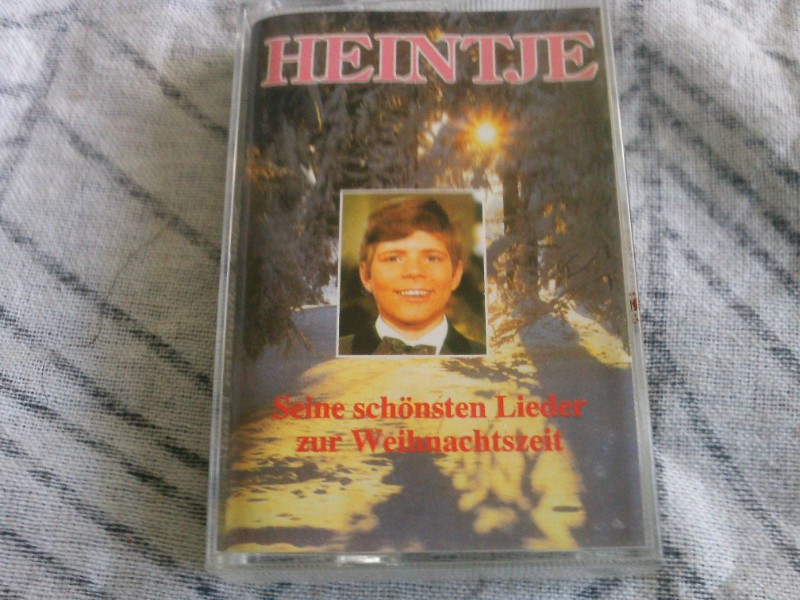 HEINTJE
Seine schönsten Lieder
zur Weihnachtszeit